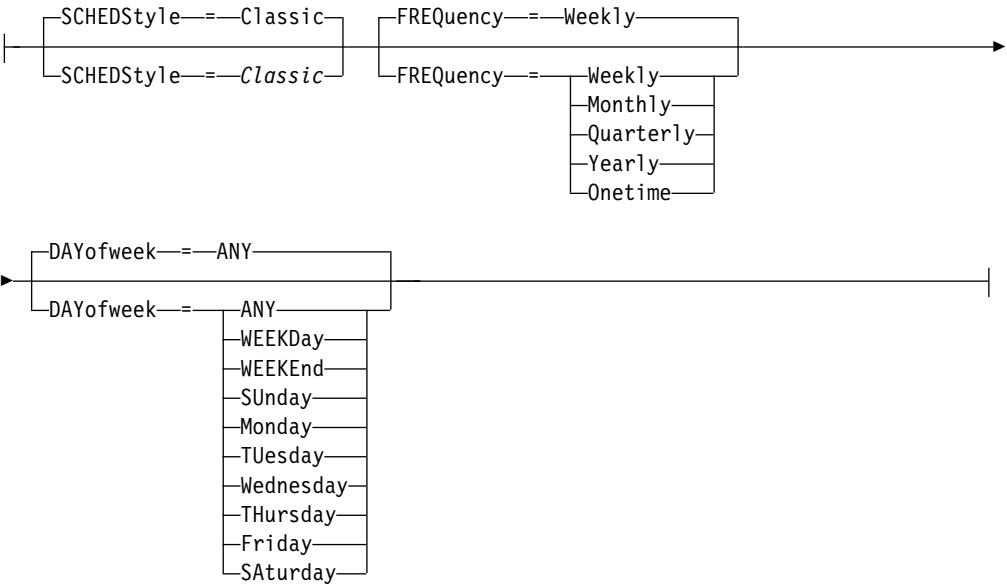 SCHEDStyle = Classic FREQuency = Weekly
SCHEDStyle = Classic FREQuency = Weekly
Monthly
Quarterly
Yearly
Onetime
DAYofweek = ANY
DAYofweek = ANY
WEEKDay
WEEKEnd
SUnday
Monday
TUesday
Wednesday
THursday
Friday
SAturday